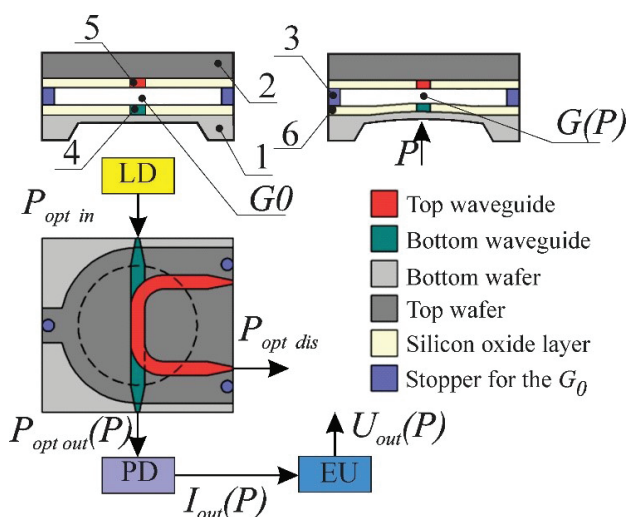 5
2
3
4
1
G0
6
P
G(P)
LD
P opt in
Top waveguide
Bottom waveguide
Bottom wafer
Top wafer
Silicon oxide layer
Stopper for the G0
P opt dis
P opt out(P)
U out(P)
PD
EU
I out(P)